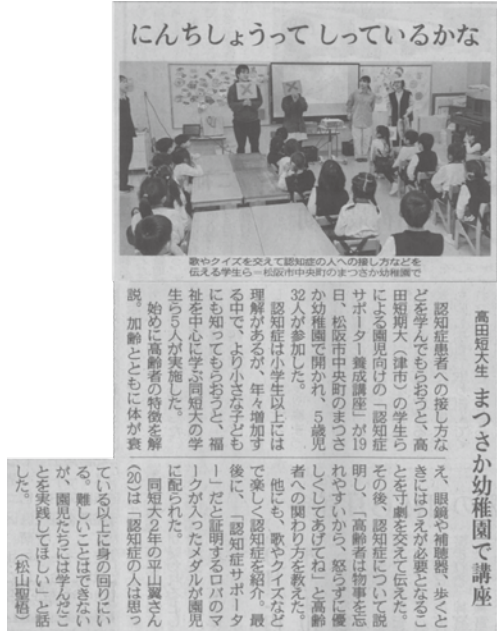 にんちしょうって しっているかな
歌やクイズを交えて認知症の人への接し方などを
伝える学生ら＝松阪市中央町のまつさか幼稚園で
高田短大生 まつさか幼稚園で講座
認知症患者への接し方な
どを学んでもらおうと、高
田短期大（津市）の学生ら
による園児向けの「認知症
サポーター養成講座」が19
日、松阪市中央町のまつさ
か幼稚園で開かれ、5歳児
32人が参加した。
認知症は小学生以上には
理解があるが、年々増加す
る中で、より小さな子ども
にも知ってもらおうと、福
祉を中心に学ぶ同短大の学
生ら5人が実施した。
始めに高齢者の特徴を解
説。加齢とともに体が衰
え、眼鏡や補聴器、歩くと
きにはつえが必要となるこ
とを寸劇を交えて伝えた。
その後、認知症について説
明し、「高齢者は物事を忘
れやすいから、怒らずに優
しくしてあげてね」と高齢
者への関わり方を教えた。
他にも、歌やクイズなど
で楽しく認知症を紹介。最
後に、「認知症サポータ
ー」だと証明するロバのマ
ークが入ったメダルが園児
に配られた。
同短大2年の平山翼さん
（20）は「認知症の人は思っ
ている以上に身の回りにい
る。難しいことはできない
が、園児たちには学んだこ
とを実践してほしい」と話
した。　（松山聖悟）